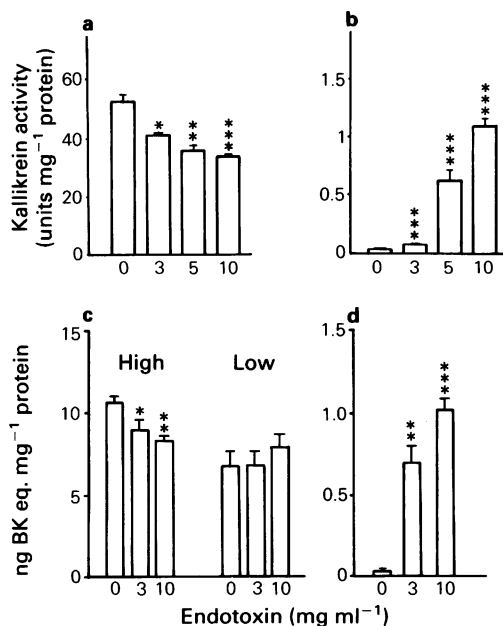 a
b
Kallikrein activity
(units mg⁻¹ protein)
60
40
20
0
*
**
***
0 3 5 10
1.5
1
0.5
0
***
***
***
0 3 5 10
c
d
ng BK eq. mg⁻¹ protein
15
10
5
0
High
Low
*
**
0 3 10
0 3 10
1.5
1.0
0.5
0
**
***
0 3 10
Endotoxin (mg ml⁻¹)